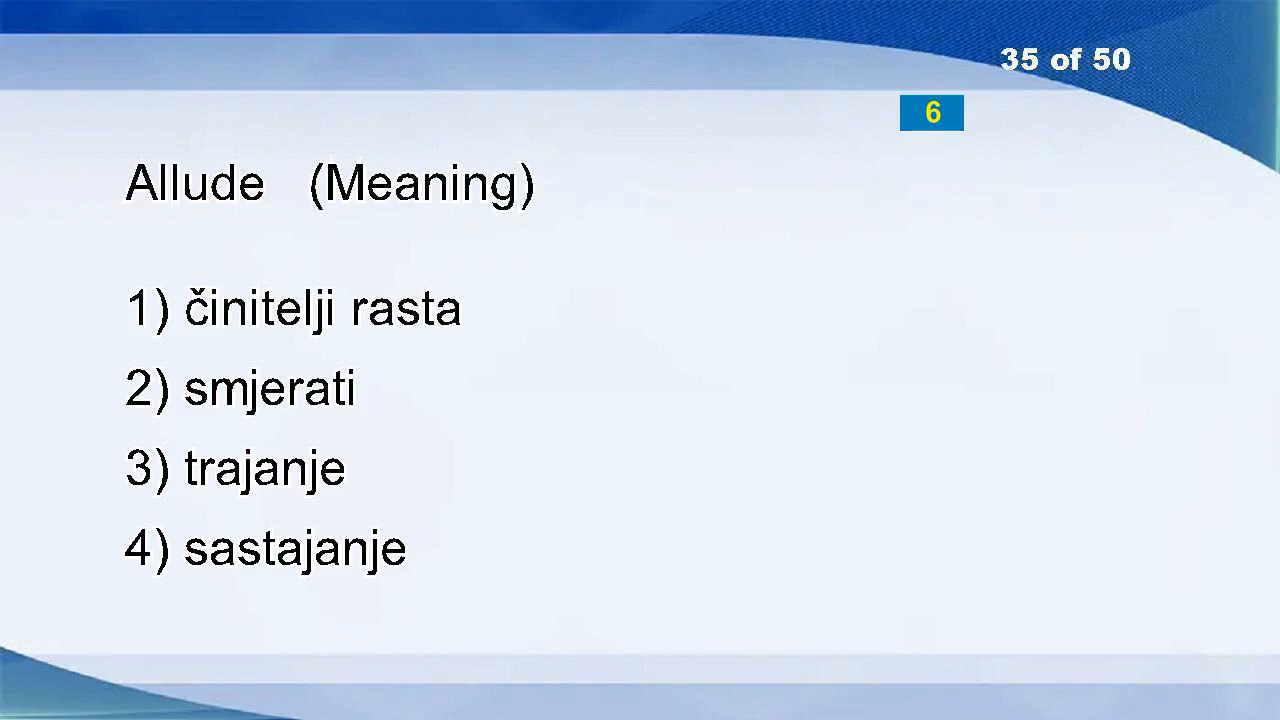 35 of 50
6
Allude (Meaning)
1) činitelji rasta
2) smjerati
3) trajanje
4) sastajanje